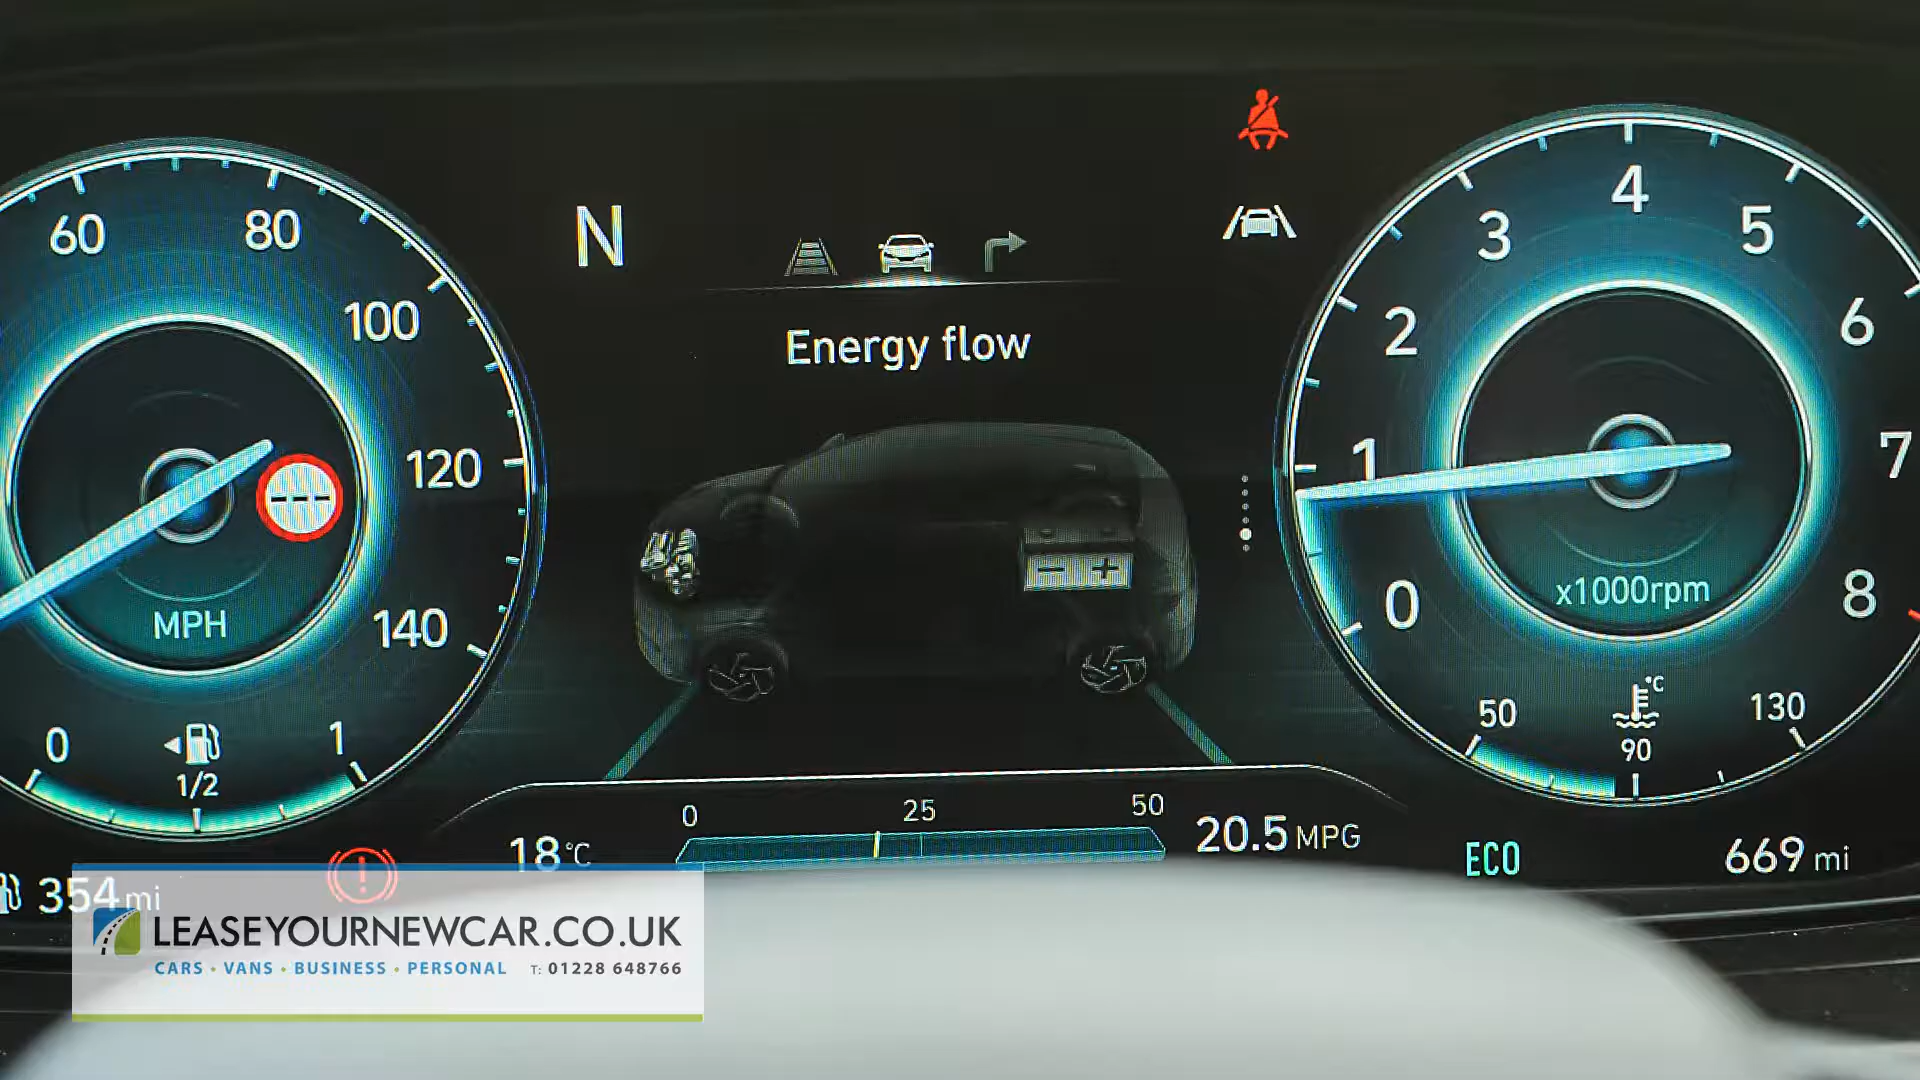 60
80
100
120
140
MPH
0
1
1/2
N
Energy flow
- +
0
25
50
18°C
20.5 MPG
0
1
2
3
4
5
6
7
8
x1000rpm
50
°C
90
130
ECO
669 mi
354 mi
LEASEYOURNEWCAR.CO.UK
CARS • VANS • BUSINESS • PERSONAL T: 01228 648766